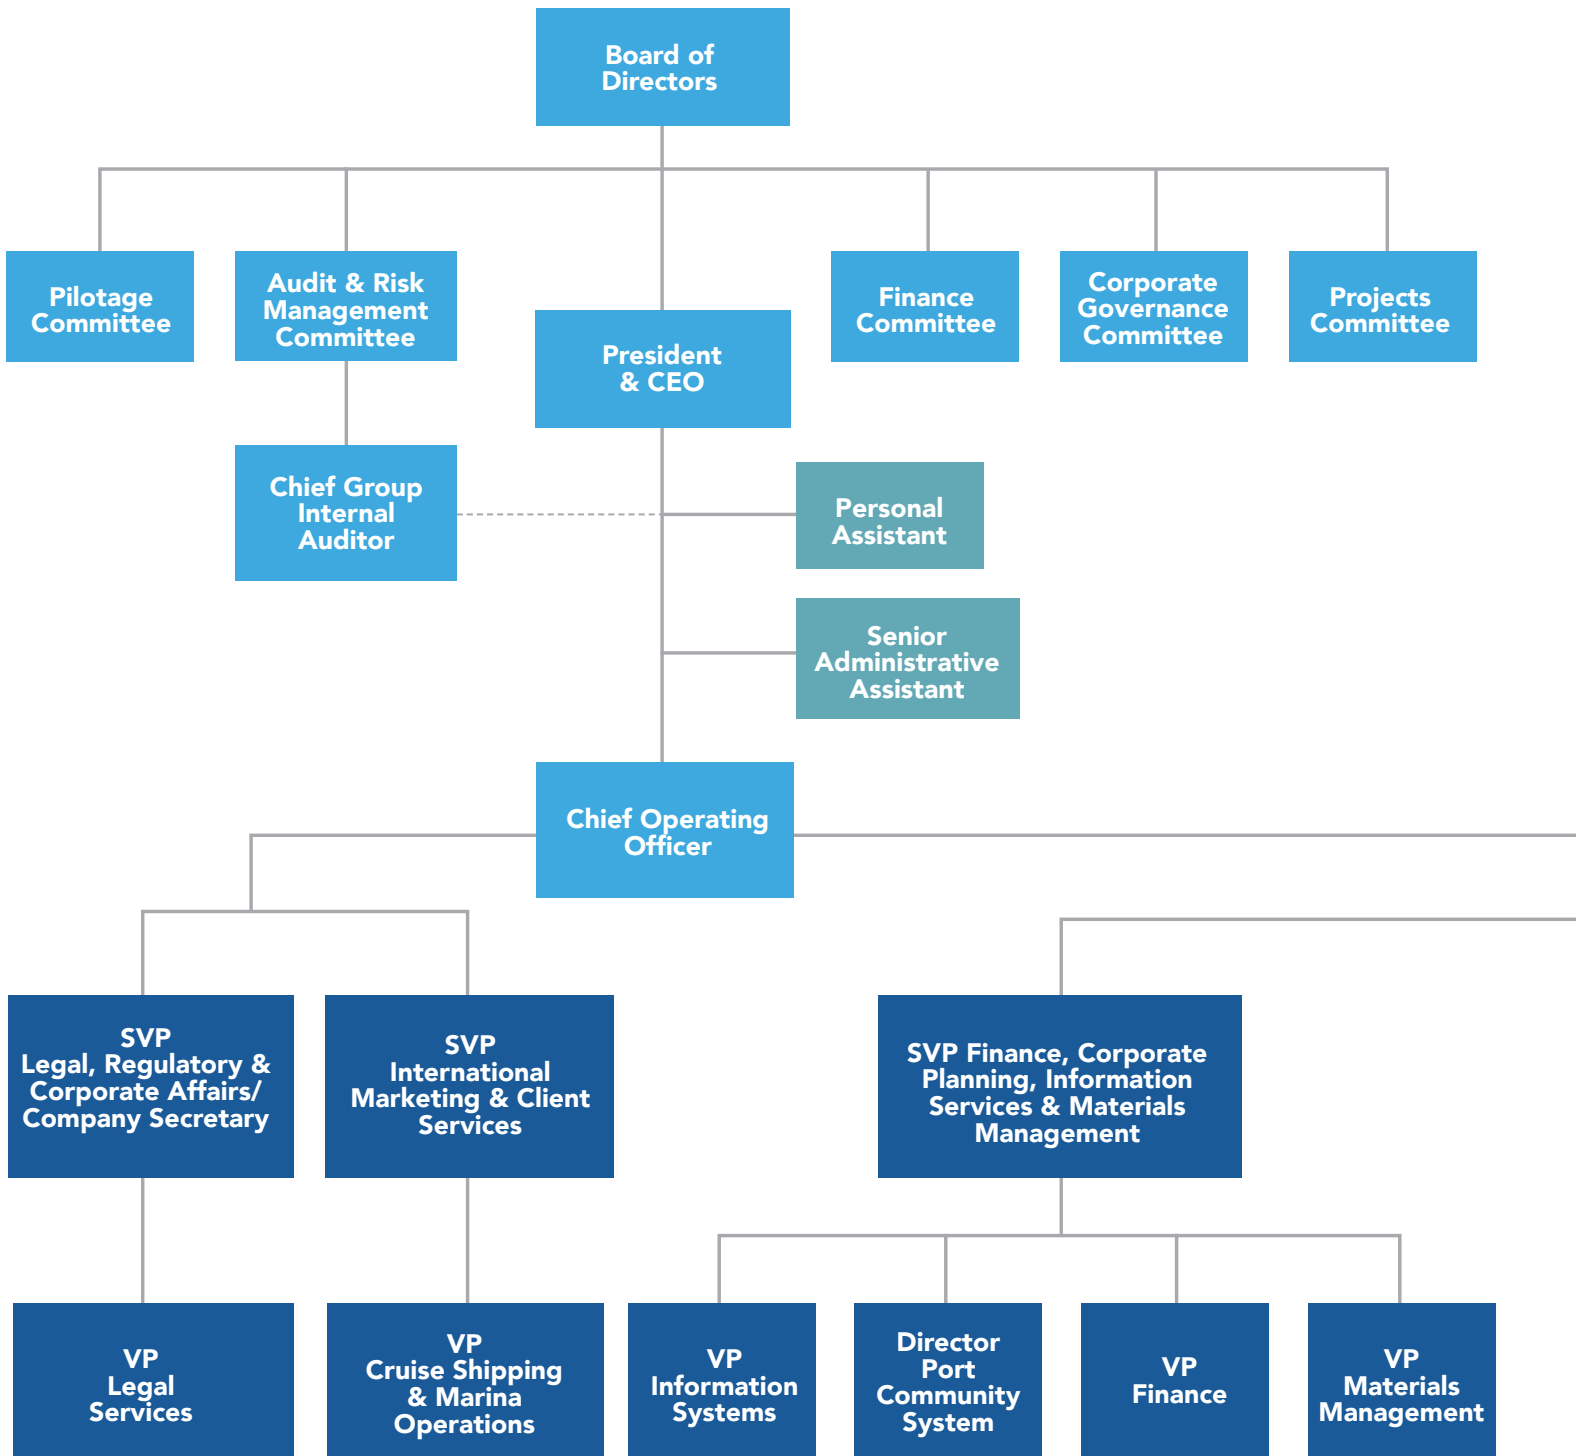 Board of
Directors
Pilotage
Committee
Audit & Risk
Management
Committee
President
& CEO
Finance
Committee
Corporate
Governance
Committee
Projects
Committee
Chief Group
Internal
Auditor
Personal
Assistant
Senior
Administrative
Assistant
Chief Operating
Officer
SVP
Legal, Regulatory &
Corporate Affairs/
Company Secretary
SVP
International
Marketing & Client
Services
SVP Finance, Corporate
Planning, Information
Services & Materials
Management
VP
Legal
Services
VP
Cruise Shipping
& Marina
Operations
VP
Information
Systems
Director
Port
Community
System
VP
Finance
VP
Materials
Management